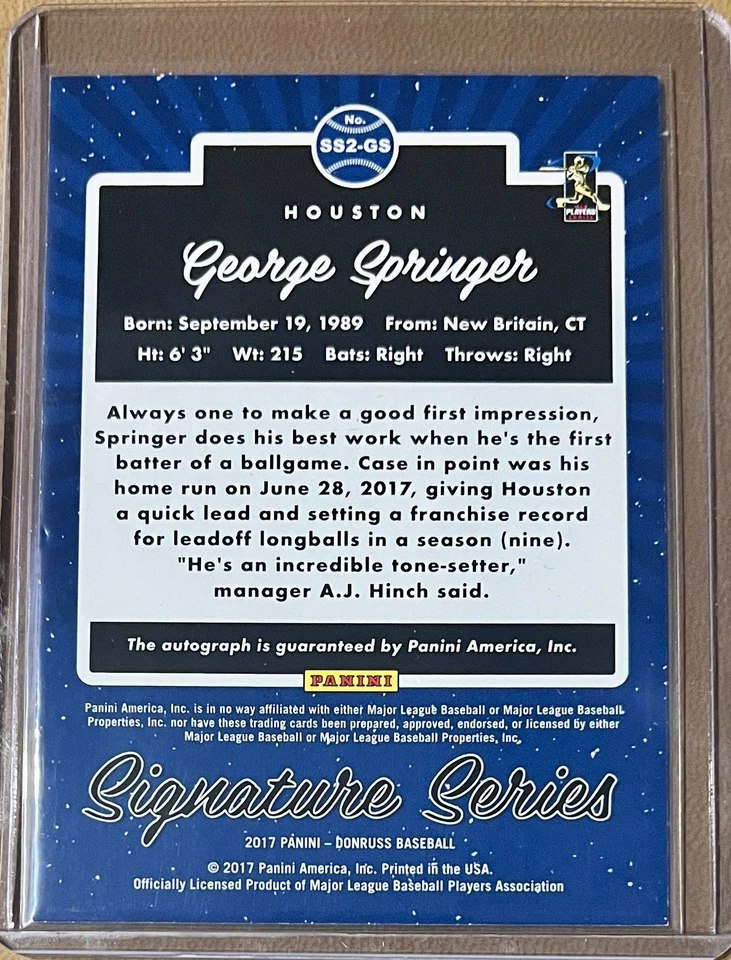 No.
SS2-GS
PLAYERS
HOUSTON
George Springer
Born: September 19, 1989 From: New Britain, CT
Ht: 6' 3" Wt: 215 Bats: Right Throws: Right
Always one to make a good first impression,
Springer does his best work when he's the first
batter of a ballgame. Case in point was his
home run on June 28, 2017, giving Houston
a quick lead and setting a franchise record
for leadoff longballs in a season (nine).
"He's an incredible tone-setter,"
manager A.J. Hinch said.
The autograph is guaranteed by Panini America, Inc.
PANINI
Panini America, Inc. is in no way affiliated with either Major League Baseball or Major League Baseball
Properties, Inc. nor have these trading cards been prepared, approved, endorsed, or licensed by either
Major League Baseball or Major League Baseball Properties, Inc.
Signature Series
2017 PANINI – DONRUSS BASEBALL
© 2017 Panini America, Inc. Printed in the USA.
Officially Licensed Product of Major League Baseball Players Association